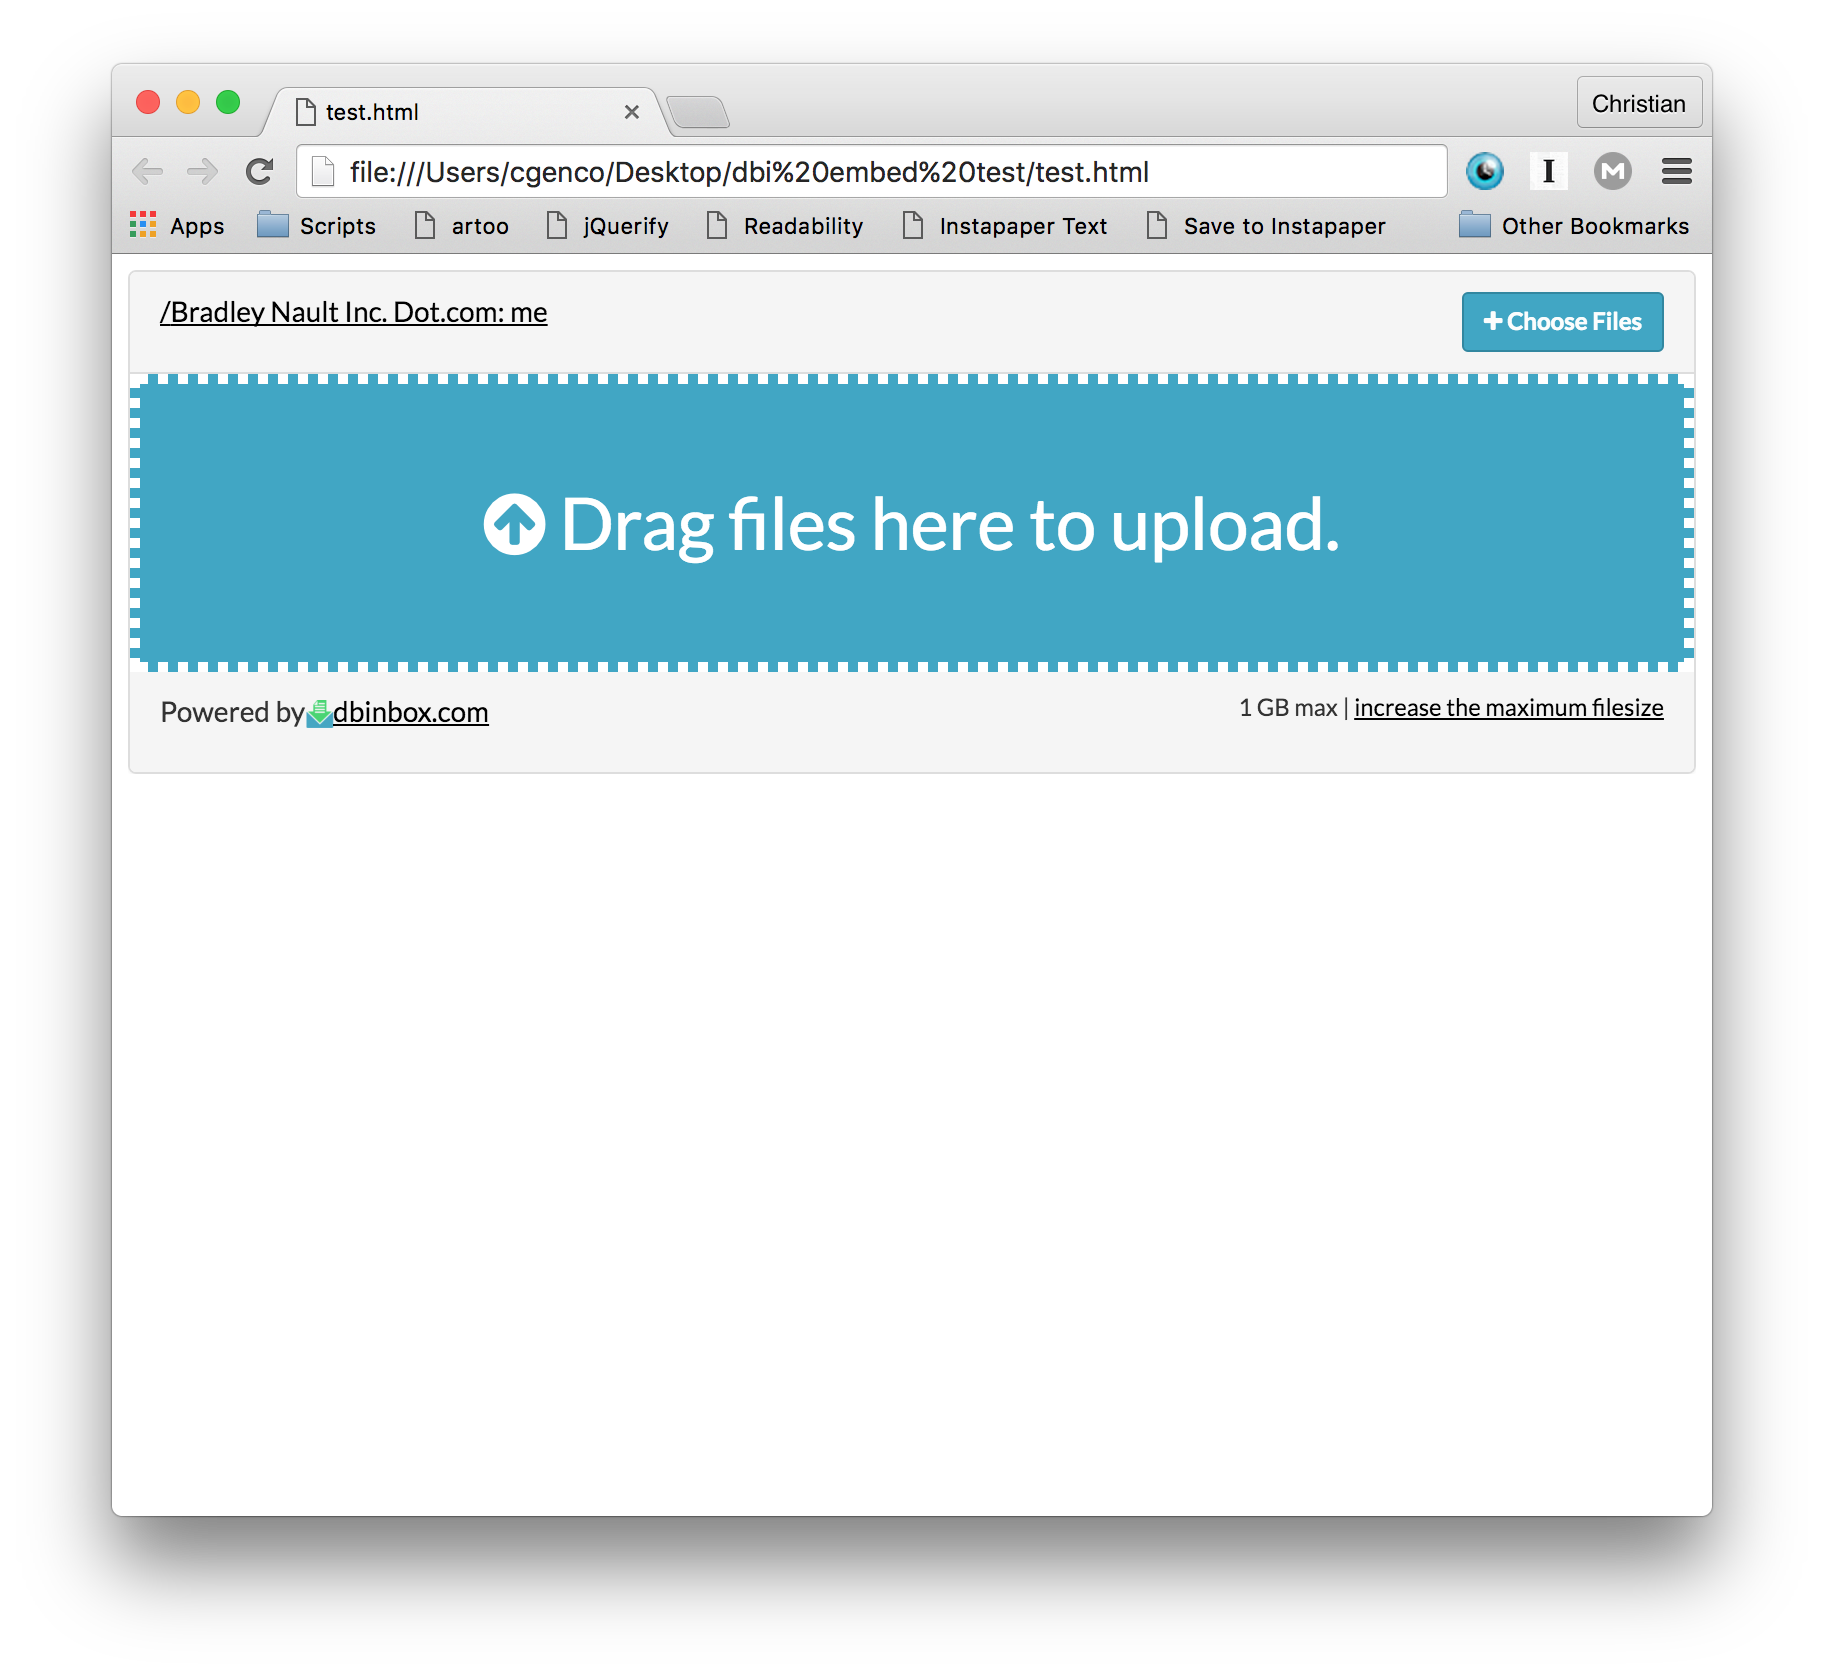 test.html
Christian
file:///Users/cgenco/Desktop/dbi%20embed%20test/test.html
I
M
Apps Scripts artoo jQuerify Readability Instapaper Text Save to Instapaper Other Bookmarks
/Bradley Nault Inc. Dot.com: me
Choose Files
Drag files here to upload.
Powered by dbinbox.com
1 GB max | increase the maximum filesize